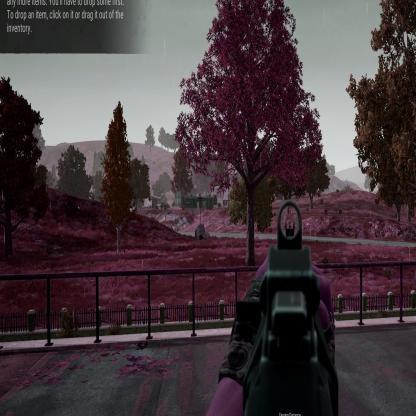 any more items. You'll have to drop some first.
To drop an item, click on it or drag it out of the
inventory.